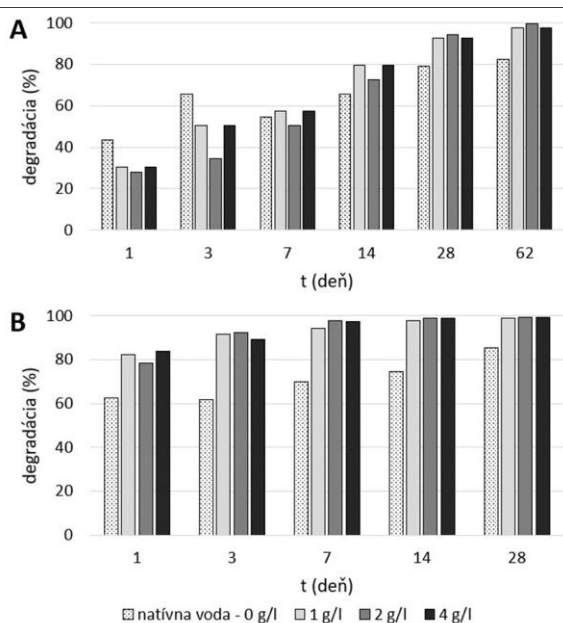 A
degradácia (%)
100
80
60
40
20
0
1 3 7 14 28 62
t (deň)
B
degradácia (%)
100
80
60
40
20
0
1 3 7 14 28
t (deň)
natívna voda - 0 g/l 1 g/l 2 g/l 4 g/l